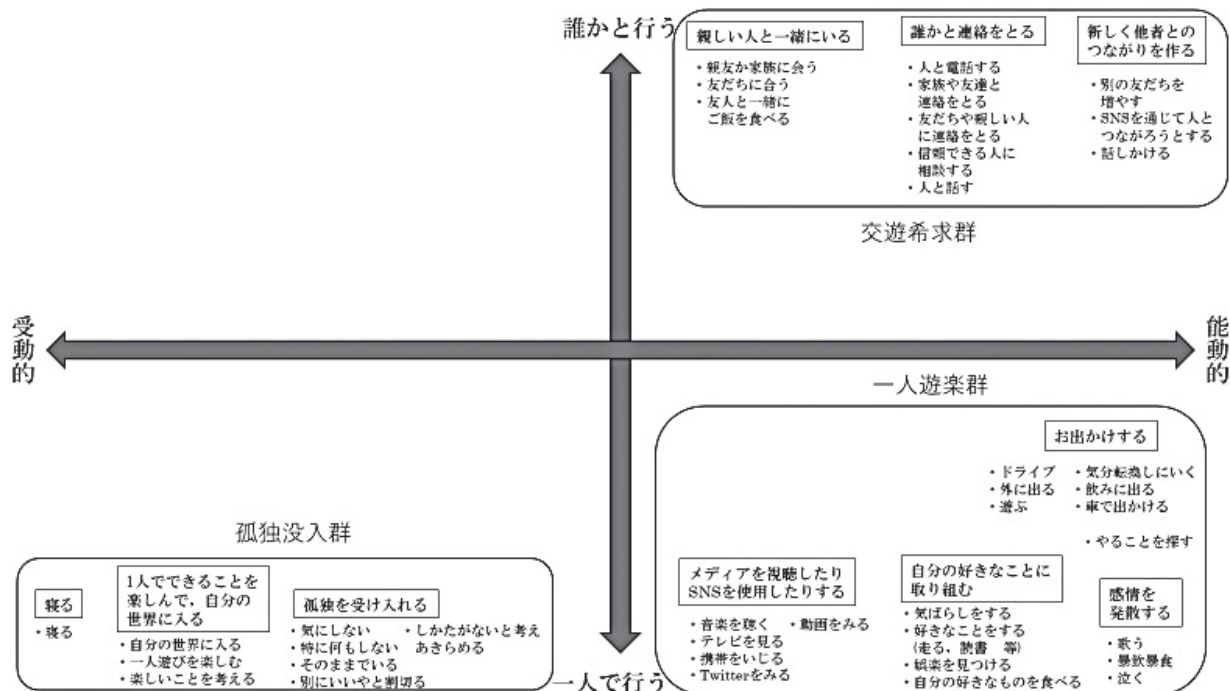 誰かと行う
親しい人と一緒にいる
・親友か家族に会う
・友だちに合う
・友人と一緒に
ご飯を食べる
誰かと連絡をとる
・人と電話する
・家族や友達と
連絡をとる
・友だちや親しい人
に連絡をとる
・信頼できる人に
相談する
・人と話す
新しく他者との
つながりを作る
・別の友だちを
増やす
・SNSを通じて人と
つながろうとする
・話しかける
交遊希求群
受動的
能動的
一人遊楽群
お出かけする
・ドライブ
・外に出る
・遊ぶ
・気分転換しにいく
・飲みに出る
・車で出かける
・やることを探す
メディアを視聴したり
SNSを使用したりする
・音楽を聴く ・動画をみる
・テレビを見る
・携帯をいじる
・Twitterをみる
自分の好きなことに
取り組む
・気ばらしをする
・好きなことをする
(走る、読書 等)
・娯楽を見つける
・自分の好きなものを食べる
感情を
発散する
・歌う
・暴飲暴食
・泣く
孤独没入群
寝る
・寝る
1人でできることを
楽しんで,自分の
世界に入る
・自分の世界に入る
・一人遊びを楽しむ
・楽しいことを考える
孤独を受け入れる
・気にしない ・しかたがないと考え
・特に何もしない あきらめる
・そのままでいる
・別にいいやと割切る
一人で行う